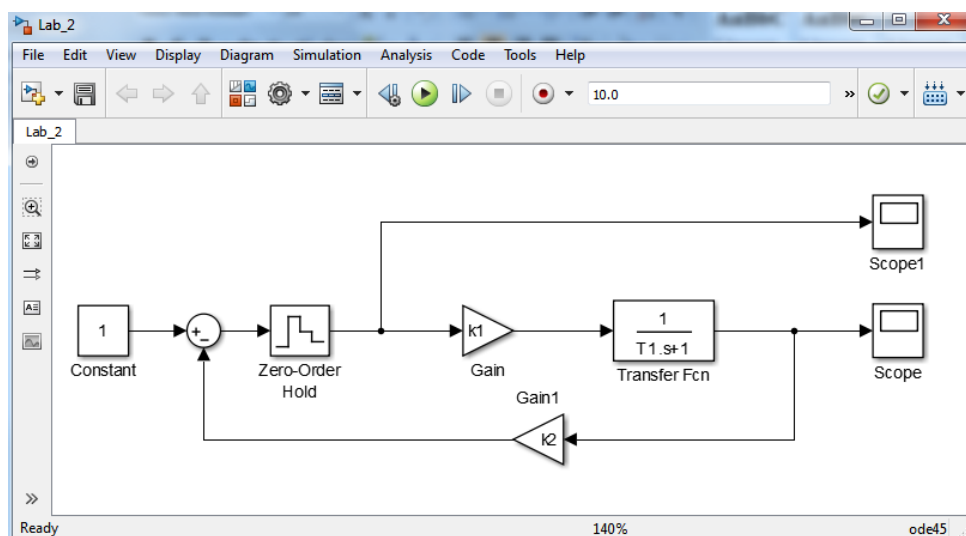 Lab_2
File Edit View Display Diagram Simulation Analysis Code Tools Help
10.0
»
Lab_2
Scope1
1
Constant
+
−
Zero-Order
Hold
k1
Gain
1
T1.s+1
Transfer Fcn
Scope
Gain1
k2
»
Ready 140% ode45